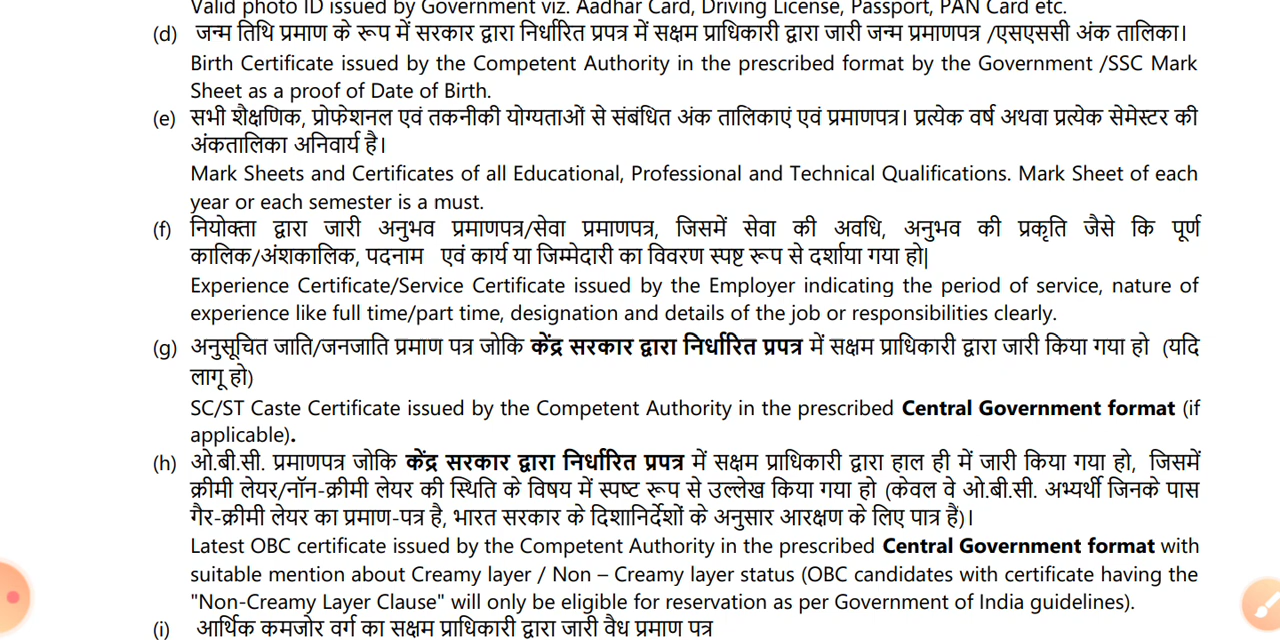 Valid photo ID issued by Government viz. Aadhar Card, Driving License, Passport, PAN Card etc.
(d) जन्म तिथि प्रमाण के रूप में सरकार द्वारा निर्धारित प्रपत्र में सक्षम प्राधिकारी द्वारा जारी जन्म प्रमाणपत्र /एसएससी अंक तालिका।
Birth Certificate issued by the Competent Authority in the prescribed format by the Government /SSC Mark
Sheet as a proof of Date of Birth.
(e) सभी शैक्षणिक, प्रोफेशनल एवं तकनीकी योग्यताओं से संबंधित अंक तालिकाएं एवं प्रमाणपत्र। प्रत्येक वर्ष अथवा प्रत्येक सेमेस्टर की
अंकतालिका अनिवार्य है।
Mark Sheets and Certificates of all Educational, Professional and Technical Qualifications. Mark Sheet of each
year or each semester is a must.
(f) नियोक्ता द्वारा जारी अनुभव प्रमाणपत्र/सेवा प्रमाणपत्र, जिसमें सेवा की अवधि, अनुभव की प्रकृति जैसे कि पूर्ण
कालिक/अंशकालिक, पदनाम एवं कार्य या जिम्मेदारी का विवरण स्पष्ट रूप से दर्शाया गया हो|
Experience Certificate/Service Certificate issued by the Employer indicating the period of service, nature of
experience like full time/part time, designation and details of the job or responsibilities clearly.
(g) अनुसूचित जाति/जनजाति प्रमाण पत्र जोकि केंद्र सरकार द्वारा निर्धारित प्रपत्र में सक्षम प्राधिकारी द्वारा जारी किया गया हो (यदि
लागू हो)
SC/ST Caste Certificate issued by the Competent Authority in the prescribed Central Government format (if
applicable).
(h) ओ.बी.सी. प्रमाणपत्र जोकि केंद्र सरकार द्वारा निर्धारित प्रपत्र में सक्षम प्राधिकारी द्वारा हाल ही में जारी किया गया हो, जिसमें
क्रीमी लेयर/नॉन-क्रीमी लेयर की स्थिति के विषय में स्पष्ट रूप से उल्लेख किया गया हो (केवल वे ओ.बी.सी. अभ्यर्थी जिनके पास
गैर-क्रीमी लेयर का प्रमाण-पत्र है, भारत सरकार के दिशानिर्देशों के अनुसार आरक्षण के लिए पात्र हैं)।
Latest OBC certificate issued by the Competent Authority in the prescribed Central Government format with
suitable mention about Creamy layer / Non – Creamy layer status (OBC candidates with certificate having the
"Non-Creamy Layer Clause" will only be eligible for reservation as per Government of India guidelines).
(i) आर्थिक कमजोर वर्ग का सक्षम प्राधिकारी द्वारा जारी वैध प्रमाण पत्र